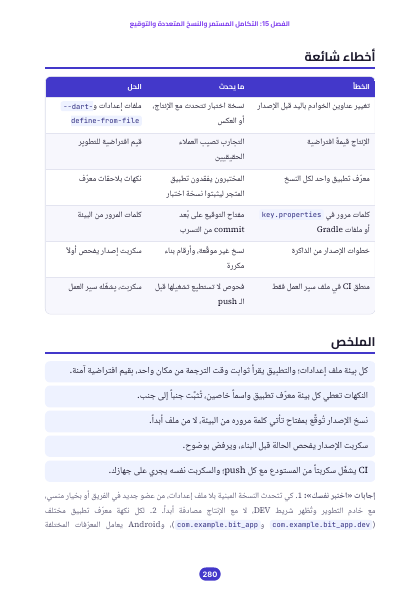 الفصل 15: التكامل المستمر والنسخ المتعددة والتوقيع
أخطاء شائعة
الخطأ ما يحدث الحل
تغيير عناوين الخوادم باليد قبل الإصدار نسخة اختبار تتحدث مع الإنتاج، ملفات إعدادات و--dart-
أو العكس define-from-file
الإنتاج قيمةً افتراضية التجارب تصيب العملاء قيم افتراضية للتطوير
الحقيقيين
معرّف تطبيق واحد لكل النسخ المختبرون يفقدون تطبيق نكهات بلاحقات معرّف
المتجر ليثبتوا نسخة اختبار
كلمات مرور في key.properties مفتاح التوقيع على بُعد كلمات المرور من البيئة
أو ملفات Gradle commit من التسرب
خطوات الإصدار من الذاكرة نسخ غير موقّعة، وأرقام بناء سكربت إصدار يفحص أولاً
مكررة
منطق CI في ملف سير العمل فقط فحوص لا تستطيع تشغيلها قبل سكربت، يشغّله سير العمل
الـ push
الملخص
كل بيئة ملف إعدادات؛ والتطبيق يقرأ ثوابت وقت الترجمة من مكان واحد، بقيم افتراضية آمنة.
النكهات تعطي كل بيئة معرّف تطبيق واسماً خاصين، تُثبَّت جنباً إلى جنب.
نسخ الإصدار تُوقَّع بمفتاح تأتي كلمة مروره من البيئة، لا من ملف أبداً.
سكربت الإصدار يفحص الحالة قبل البناء، ويرفض بوضوح.
CI يشغّل سكربتاً من المستودع مع كل push؛ والسكربت نفسه يجري على جهازك.
إجابات «اختبر نفسك»: 1. كي تتحدث النسخة المبنية بلا ملف إعدادات، من عضو جديد في الفريق أو بخيار منسي،
مع خادم التطوير وتُظهر شريط DEV، لا مع الإنتاج مصادفة أبداً. 2. لكل نكهة معرّف تطبيق مختلف
(com.example.bit_app.dev وcom.example.bit_app)، وAndroid يعامل المعرّفات المختلفة
280